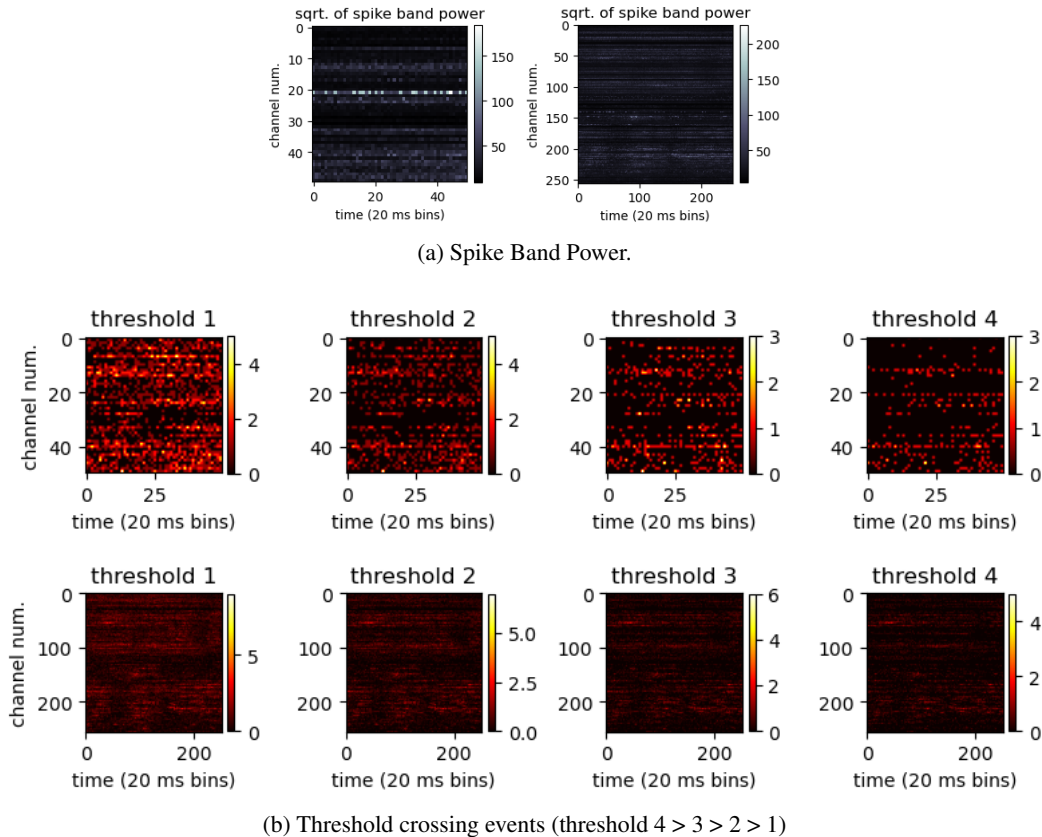 sqrt. of spike band power sqrt. of spike band power
0 0
10 50
20 100
30 150
40 200
250
150 200
100 150
50 100
50
channel num. channel num.
0 20 40 0 100 200
time (20 ms bins) time (20 ms bins)
(a) Spike Band Power.
threshold 1 threshold 2 threshold 3 threshold 4
0 0 0 0
20 20 20 20
40 40 40 40
4 4 3 3
2 2 2 2
0 0 1 1
0 0
channel num.
0 25 0 25 0 25 0 25
time (20 ms bins) time (20 ms bins) time (20 ms bins) time (20 ms bins)
threshold 1 threshold 2 threshold 3 threshold 4
0 0 0 0
100 100 100 100
200 200 200 200
5 5.0 6 4
0 2.5 4 2
0.0 2 0
0
channel num.
0 200 0 200 0 200 0 200
time (20 ms bins) time (20 ms bins) time (20 ms bins) time (20 ms bins)
(b) Threshold crossing events (threshold 4 > 3 > 2 > 1)